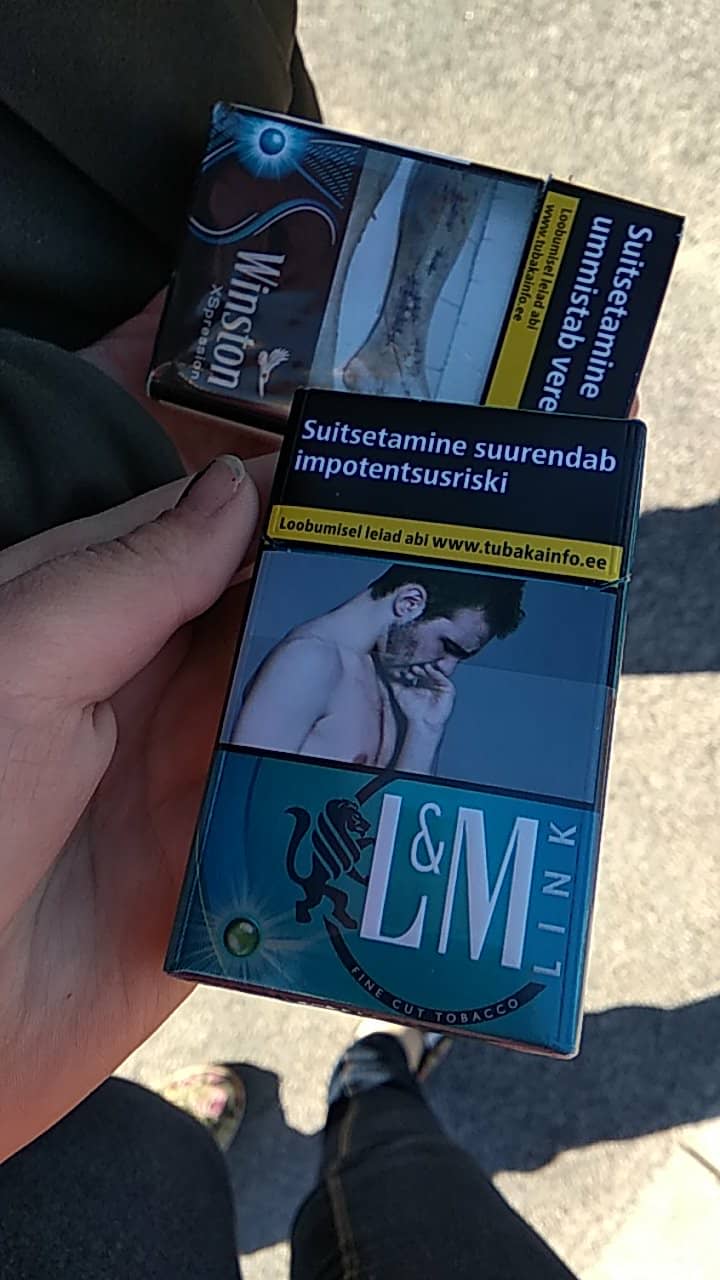 Suitsetamine
ummistab vere
Loobumisel leiad abi
www.tubakainfo.ee
Winston
XSpression
Suitsetamine suurendab
impotentsusriski
Loobumisel leiad abi www.tubakainfo.ee
L&M
LINK
FINE CUT TOBACCO